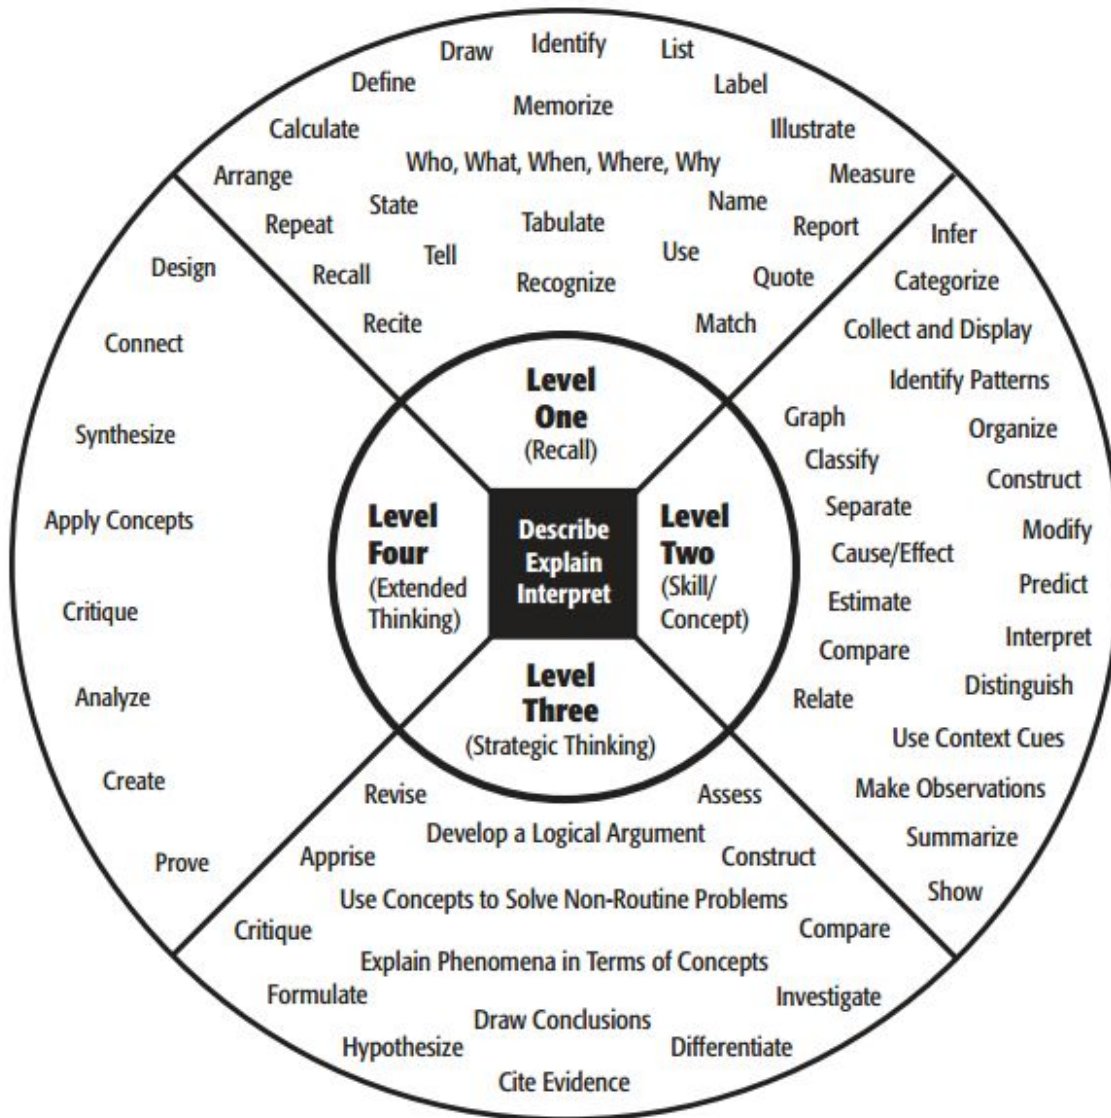 Draw
Identify
List
Define
Label
Memorize
Calculate
Illustrate
Who, What, When, Where, Why
Arrange
Measure
State
Name
Repeat
Tabulate
Report
Tell
Use
Recall
Recognize
Quote
Recite
Match
Level
One
(Recall)
Infer
Categorize
Collect and Display
Identify Patterns
Graph
Organize
Classify
Construct
Separate
Modify
Cause/Effect
Predict
Estimate
Interpret
Compare
Distinguish
Relate
Use Context Cues
Make Observations
Summarize
Show
Level
Two
(Skill/
Concept)
Describe
Explain
Interpret
Level
Three
(Strategic Thinking)
Revise
Assess
Develop a Logical Argument
Apprise
Construct
Use Concepts to Solve Non-Routine Problems
Critique
Compare
Explain Phenomena in Terms of Concepts
Formulate
Investigate
Draw Conclusions
Hypothesize
Differentiate
Cite Evidence
Level
Four
(Extended
Thinking)
Design
Connect
Synthesize
Apply Concepts
Critique
Analyze
Create
Prove